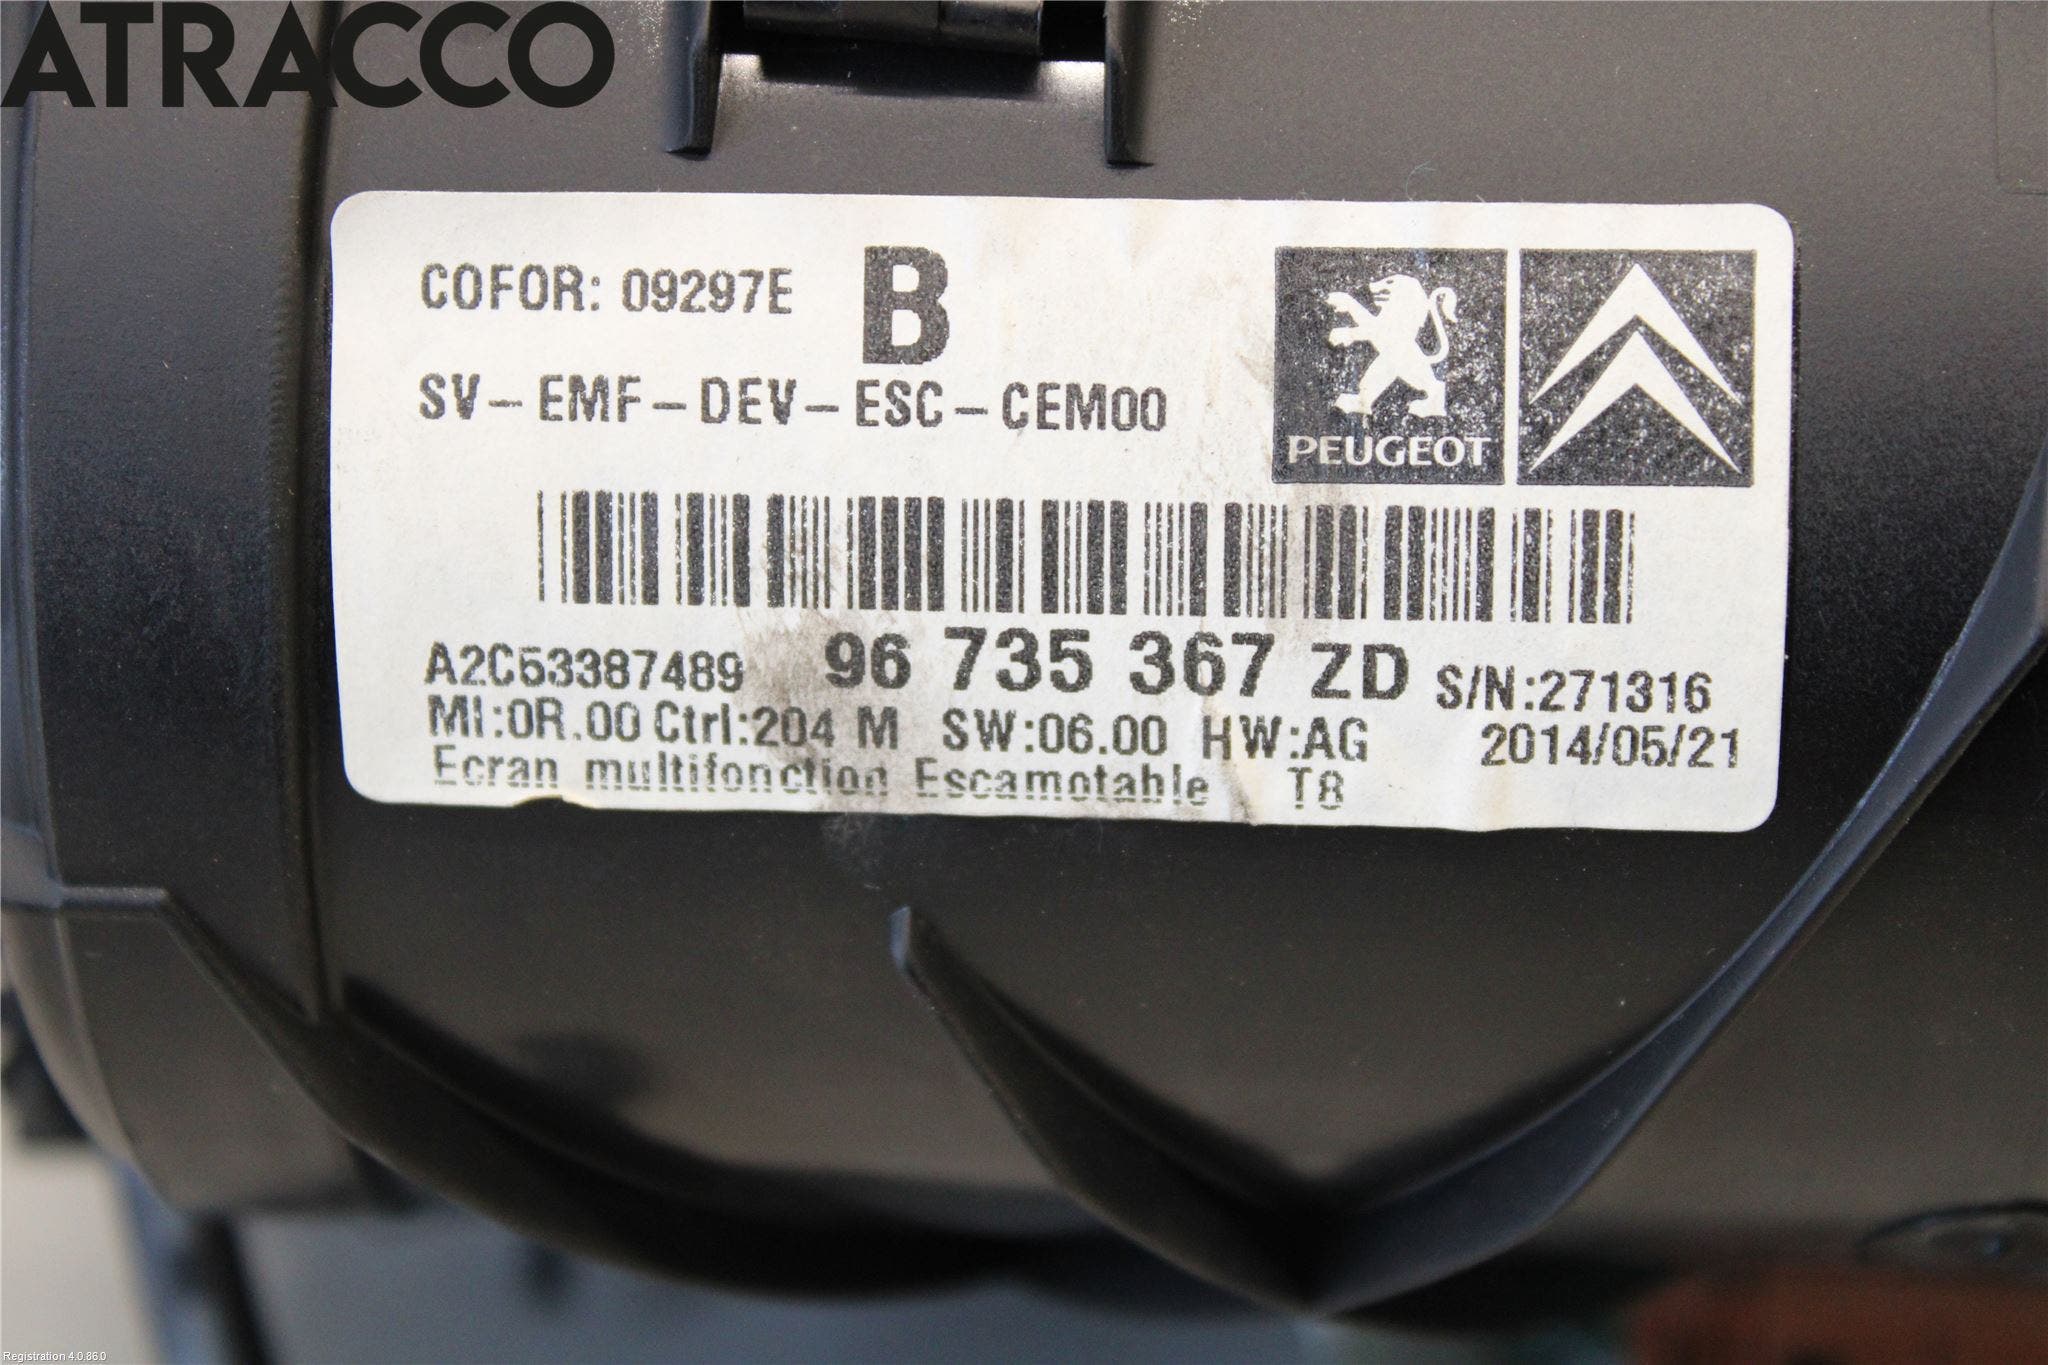 ATRACCO
COFOR: 09297E B
SV-EMF-DEV-ESC-CEM00
PEUGEOT
A2C53387489 96 735 367 ZD S/N:271316
MI:0R.00 Ctrl:204 M SW:06.00 HW:AG 2014/05/21
Ecran multifonction Escamotable T8
Registration 4.0.86.0